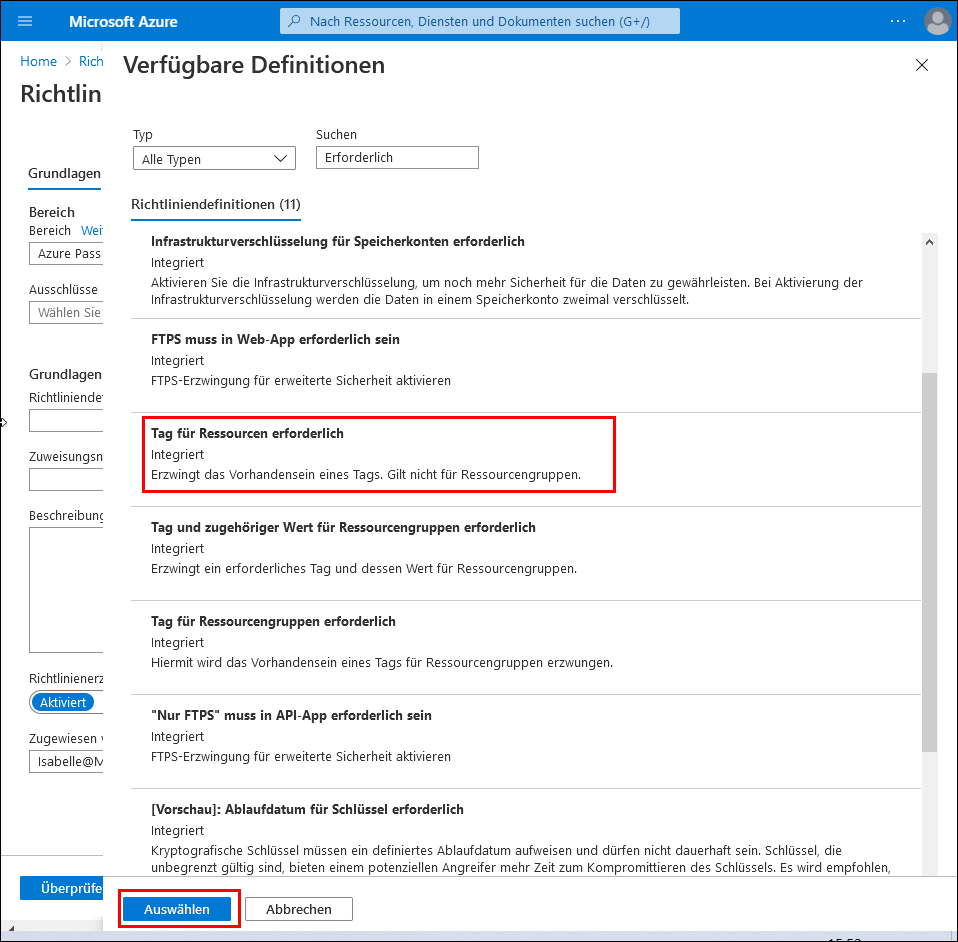 Microsoft Azure
Nach Ressourcen, Diensten und Dokumenten suchen (G+/)
Home > Rich
Richtlin
Grundlagen
Bereich
Bereich Wei
Azure Pass
Ausschlüsse
Wählen Sie
Grundlagen
Richtliniende
Zuweisungsn
Beschreibung
Richtlinienerz
Aktiviert
Zugewiesen v
Isabelle@M
Überprüfe
Verfügbare Definitionen
Typ
Alle Typen
Suchen
Erforderlich
Richtliniendefinitionen (11)
Infrastrukturverschlüsselung für Speicherkonten erforderlich
Integriert
Aktivieren Sie die Infrastrukturverschlüsselung, um noch mehr Sicherheit für die Daten zu gewährleisten. Bei Aktivierung der
Infrastrukturverschlüsselung werden die Daten in einem Speicherkonto zweimal verschlüsselt.
FTPS muss in Web-App erforderlich sein
Integriert
FTPS-Erzwingung für erweiterte Sicherheit aktivieren
Tag für Ressourcen erforderlich
Integriert
Erzwingt das Vorhandensein eines Tags. Gilt nicht für Ressourcengruppen.
Tag und zugehöriger Wert für Ressourcengruppen erforderlich
Integriert
Erzwingt ein erforderliches Tag und dessen Wert für Ressourcengruppen.
Tag für Ressourcengruppen erforderlich
Integriert
Hiermit wird das Vorhandensein eines Tags für Ressourcengruppen erzwungen.
"Nur FTPS" muss in API-App erforderlich sein
Integriert
FTPS-Erzwingung für erweiterte Sicherheit aktivieren
[Vorschau]: Ablaufdatum für Schlüssel erforderlich
Integriert
Kryptografische Schlüssel müssen ein definiertes Ablaufdatum aufweisen und dürfen nicht dauerhaft sein. Schlüssel, die
unbegrenzt gültig sind, bieten einem potenziellen Angreifer mehr Zeit zum Kompromittieren des Schlüssels. Es wird empfohlen,
Auswählen
Abbrechen